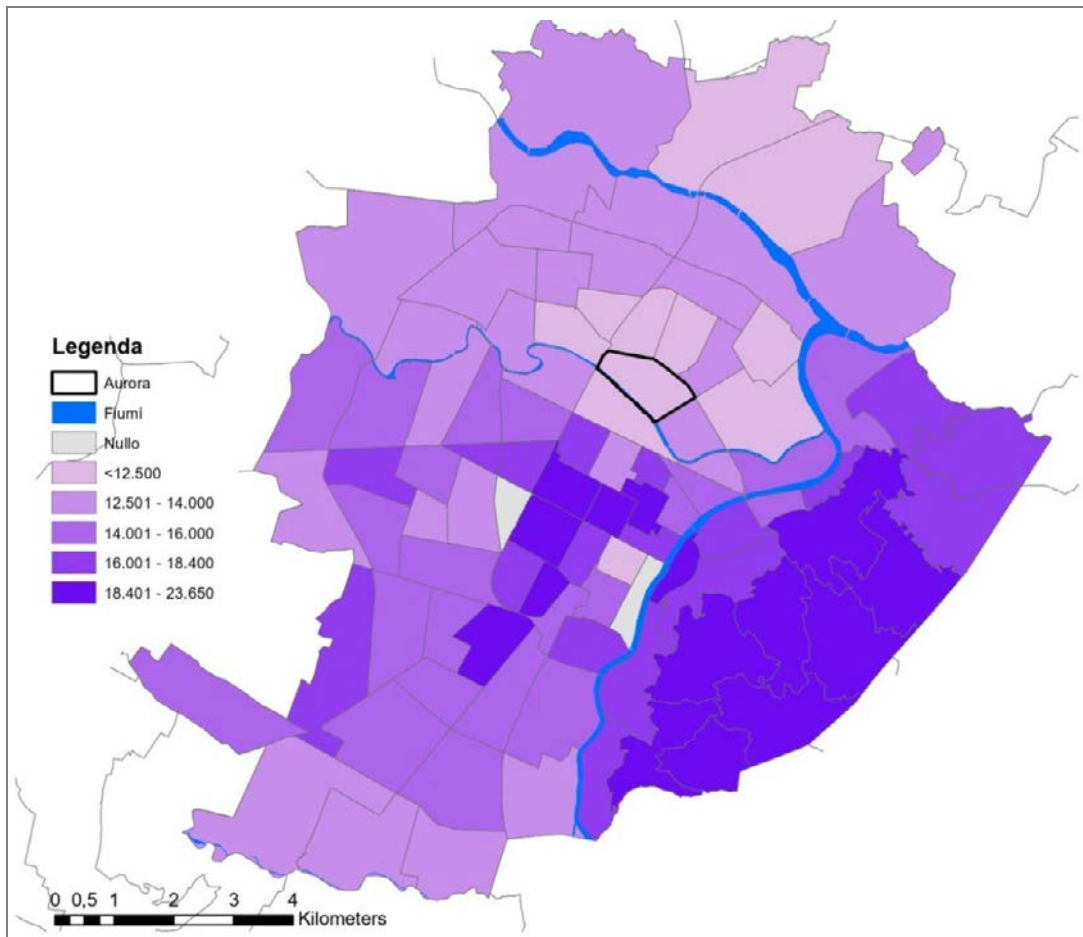 Legenda
Aurora
Fiumi
Nullo
<12.500
12.501 - 14.000
14.001 - 16.000
16.001 - 18.400
18.401 - 23.650
0 0,5 1 2 3 4
Kilometers